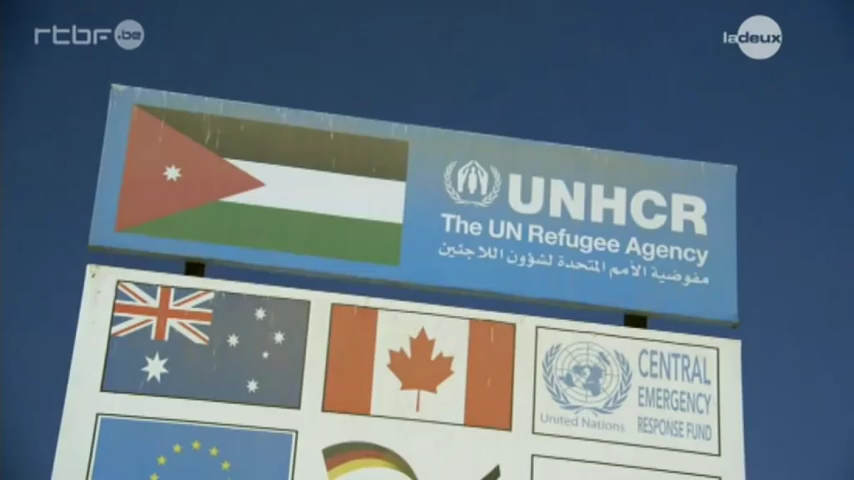 rtbf.be
ladeux
UNHCR
The UN Refugee Agency
مفوضية الأمم المتحدة لشؤون اللاجئين
CENTRAL
EMERGENCY
RESPONSE FUND
United Nations